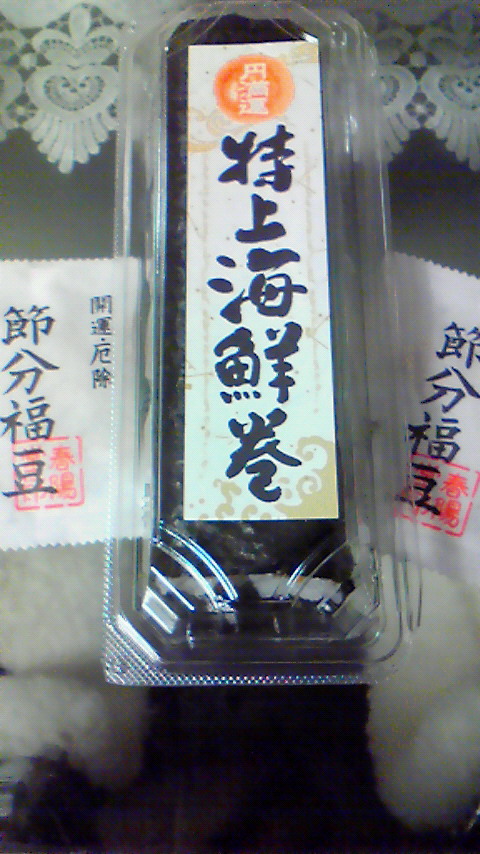 円満運
特上海鮮巻
開運・厄除
節分福豆
春陽
節分福豆
春陽